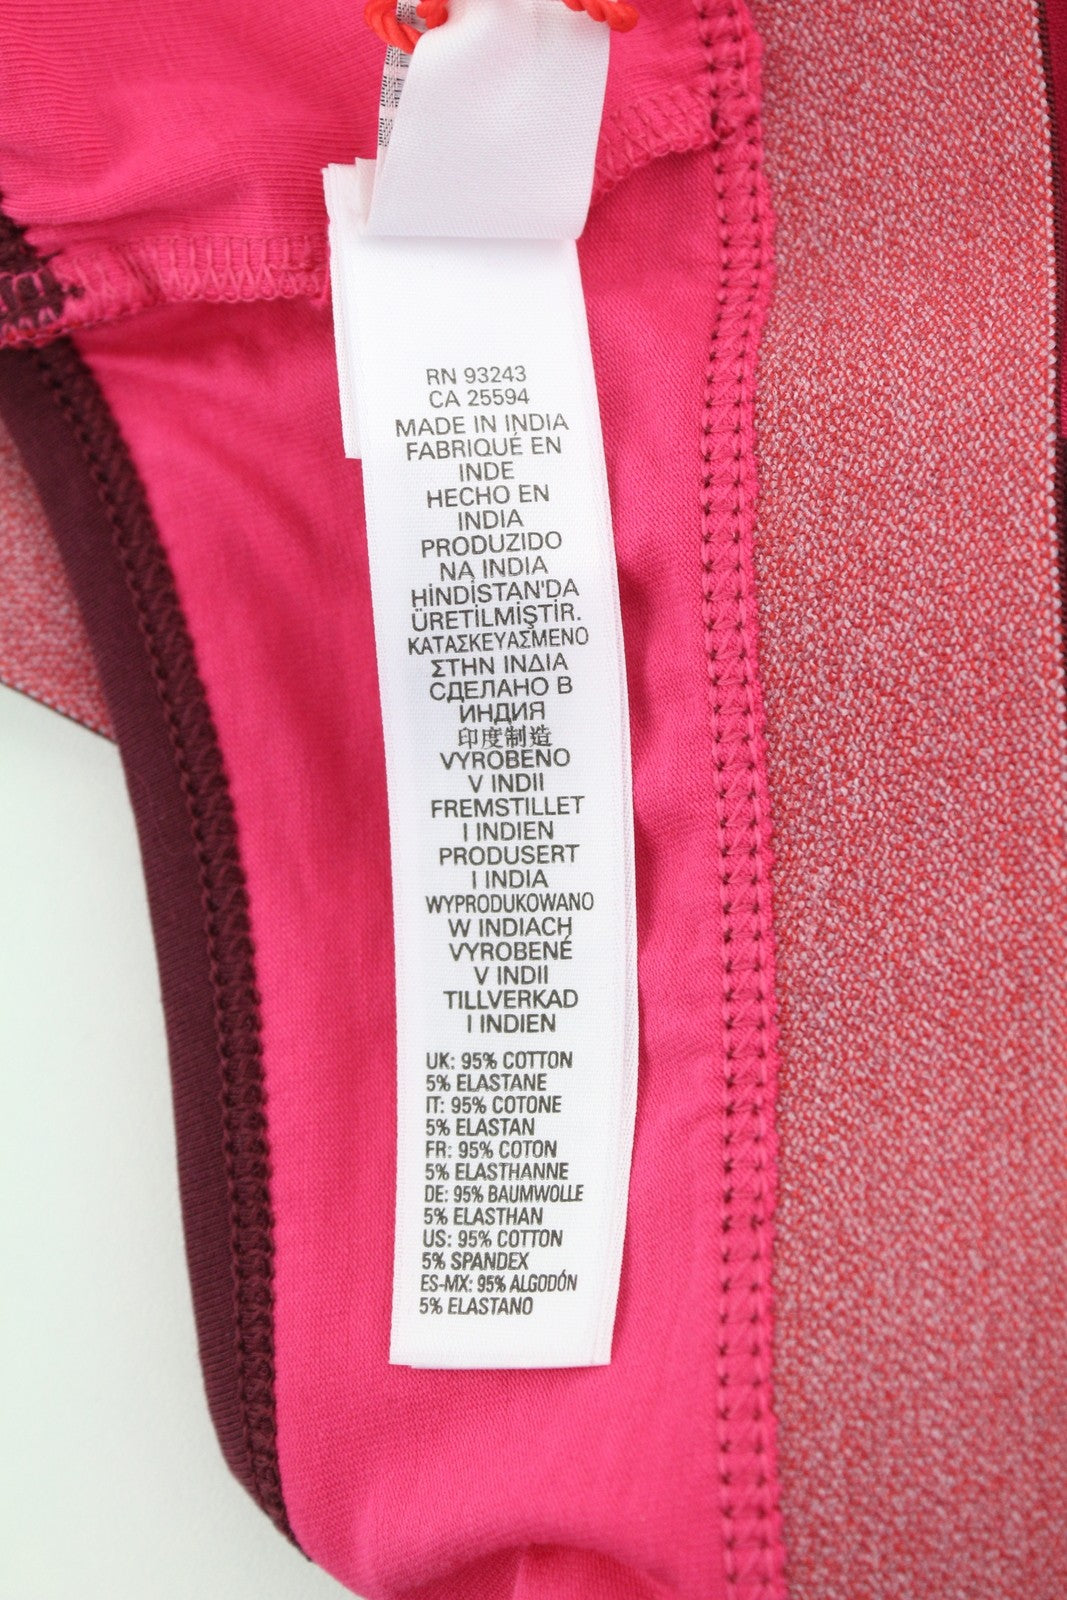 RN 93243
CA 25594
MADE IN INDIA
FABRIQUÉ EN
INDE
HECHO EN
INDIA
PRODUZIDO
NA INDIA
HİNDİSTAN'DA
ÜRETİLMİŞTİR.
ΚΑΤΑΣΚΕΥΑΣΜΕΝΟ
ΣΤΗΝ ΙΝΔΙΑ
СДЕЛАНО В
ИНДИЯ
印度制造
VYROBENO
V INDII
FREMSTILLET
I INDIEN
PRODUSERT
I INDIA
WYPRODUKOWANO
W INDIACH
VYROBENÉ
V INDII
TILLVERKAD
I INDIEN
UK: 95% COTTON
5% ELASTANE
IT: 95% COTONE
5% ELASTAN
FR: 95% COTON
5% ELASTHANNE
DE: 95% BAUMWOLLE
5% ELASTHAN
US: 95% COTTON
5% SPANDEX
ES-MX: 95% ALGODÓN
5% ELASTANO